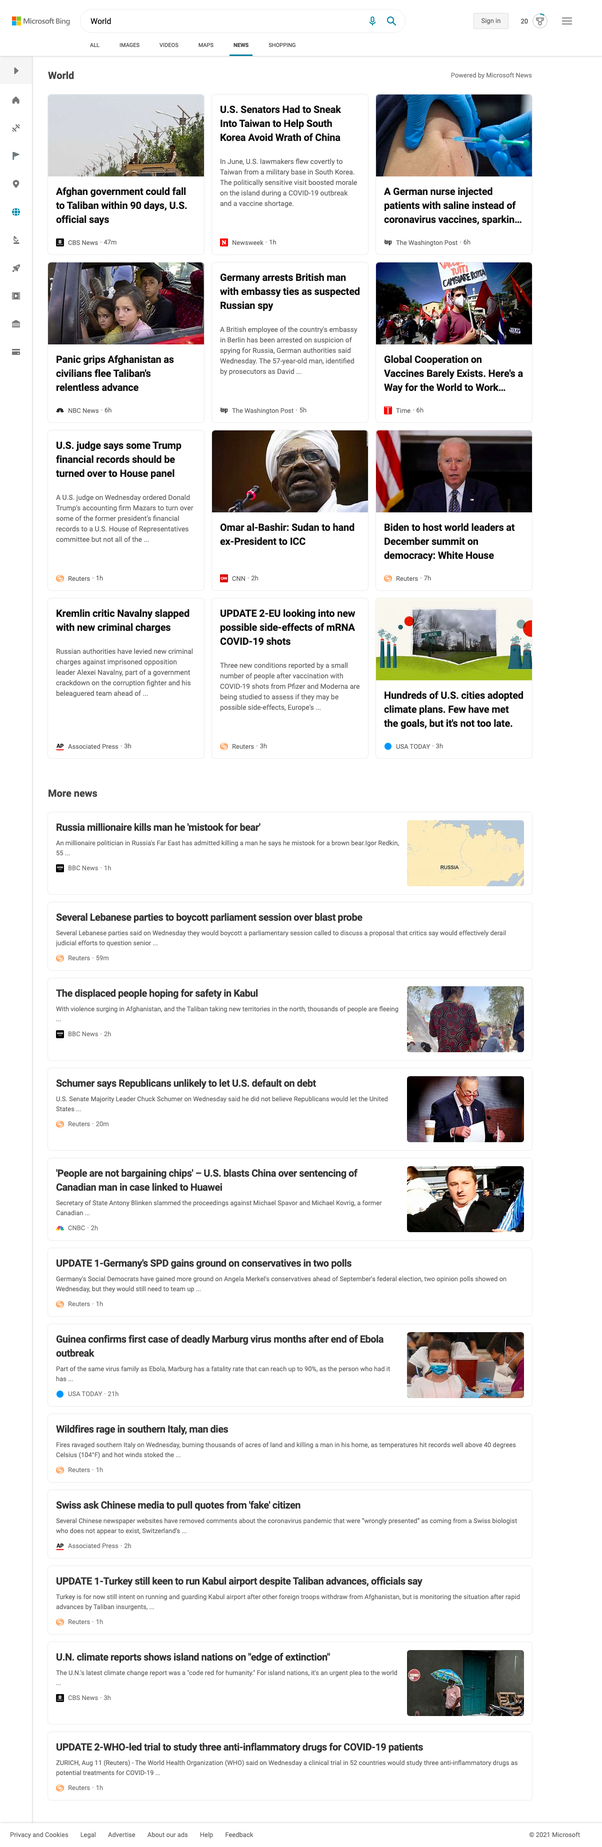 Microsoft Bing
World
Sign in
20
ALL IMAGES VIDEOS MAPS NEWS SHOPPING
World
Powered by Microsoft News
Afghan government could fall
to Taliban within 90 days, U.S.
official says
CBS News · 47m
U.S. Senators Had to Sneak
Into Taiwan to Help South
Korea Avoid Wrath of China
In June, U.S. lawmakers flew covertly to
Taiwan from a military base in South Korea.
The politically sensitive visit boosted morale
on the island during a COVID-19 outbreak
and a vaccine shortage.
Newsweek · 1h
A German nurse injected
patients with saline instead of
coronavirus vaccines, sparkin...
The Washington Post · 6h
Panic grips Afghanistan as
civilians flee Taliban's
relentless advance
NBC News · 6h
Germany arrests British man
with embassy ties as suspected
Russian spy
A British employee of the country's embassy
in Berlin has been arrested on suspicion of
spying for Russia, German authorities said
Wednesday. The 57-year-old man, identified
by prosecutors as David ...
The Washington Post · 5h
Global Cooperation on
Vaccines Barely Exists. Here's a
Way for the World to Work...
Time · 6h
U.S. judge says some Trump
financial records should be
turned over to House panel
A U.S. judge on Wednesday ordered Donald
Trump's accounting firm Mazars to turn over
some of the former president's financial
records to a U.S. House of Representatives
committee but not all of the ...
Reuters · 1h
Omar al-Bashir: Sudan to hand
ex-President to ICC
CNN · 2h
Biden to host world leaders at
December summit on
democracy: White House
Reuters · 7h
Kremlin critic Navalny slapped
with new criminal charges
Russian authorities have levied new criminal
charges against imprisoned opposition
leader Alexei Navalny, part of a government
crackdown on the corruption fighter and his
beleaguered team ahead of ...
AP Associated Press · 3h
UPDATE 2-EU looking into new
possible side-effects of mRNA
COVID-19 shots
Three new conditions reported by a small
number of people after vaccination with
COVID-19 shots from Pfizer and Moderna are
being studied to assess if they may be
possible side-effects, Europe's ...
Reuters · 3h
Hundreds of U.S. cities adopted
climate plans. Few have met
the goals, but it's not too late.
USA TODAY · 3h
More news
Russia millionaire kills man he 'mistook for bear'
An millionaire politician in Russia's Far East has admitted killing a man he says he mistook for a brown bear.Igor Redkin,
55 ...
BBC News · 1h
RUSSIA
Several Lebanese parties to boycott parliament session over blast probe
Several Lebanese parties said on Wednesday they would boycott a parliamentary session called to discuss a proposal that critics say would effectively derail
judicial efforts to question senior ...
Reuters · 59m
The displaced people hoping for safety in Kabul
With violence surging in Afghanistan, and the Taliban taking new territories in the north, thousands of people are fleeing
...
BBC News · 2h
Schumer says Republicans unlikely to let U.S. default on debt
U.S. Senate Majority Leader Chuck Schumer on Wednesday said he did not believe Republicans would let the United
States ...
Reuters · 20m
'People are not bargaining chips' – U.S. blasts China over sentencing of
Canadian man in case linked to Huawei
Secretary of State Antony Blinken slammed the proceedings against Michael Spavor and Michael Kovrig, a former
Canadian ...
CNBC · 2h
UPDATE 1-Germany's SPD gains ground on conservatives in two polls
Germany's Social Democrats have gained more ground on Angela Merkel's conservatives ahead of September's federal election, two opinion polls showed on
Wednesday, but they would still need to team up ...
Reuters · 1h
Guinea confirms first case of deadly Marburg virus months after end of Ebola
outbreak
Part of the same virus family as Ebola, Marburg has a fatality rate that can reach up to 90%, as the person who had it
has ...
USA TODAY · 21h
Wildfires rage in southern Italy, man dies
Fires ravaged southern Italy on Wednesday, burning thousands of acres of land and killing a man in his home, as temperatures hit records well above 40 degrees
Celsius (104°F) and hot winds stoked the ...
Reuters · 1h
Swiss ask Chinese media to pull quotes from 'fake' citizen
Several Chinese newspaper websites have removed comments about the coronavirus pandemic that were "wrongly presented" as coming from a Swiss biologist
who does not appear to exist, Switzerland's ...
AP Associated Press · 2h
UPDATE 1-Turkey still keen to run Kabul airport despite Taliban advances, officials say
Turkey is for now still intent on running and guarding Kabul airport after other foreign troops withdraw from Afghanistan, but is monitoring the situation after rapid
advances by Taliban insurgents, ...
Reuters · 1h
U.N. climate reports shows island nations on "edge of extinction"
The U.N.'s latest climate change report was a "code red for humanity." For island nations, it's an urgent plea to the world
...
CBS News · 3h
UPDATE 2-WHO-led trial to study three anti-inflammatory drugs for COVID-19 patients
ZURICH, Aug 11 (Reuters) - The World Health Organization (WHO) said on Wednesday a clinical trial in 52 countries would study three anti-inflammatory drugs as
potential treatments for COVID-19 ...
Reuters · 1h
Privacy and Cookies Legal Advertise About our ads Help Feedback © 2021 Microsoft